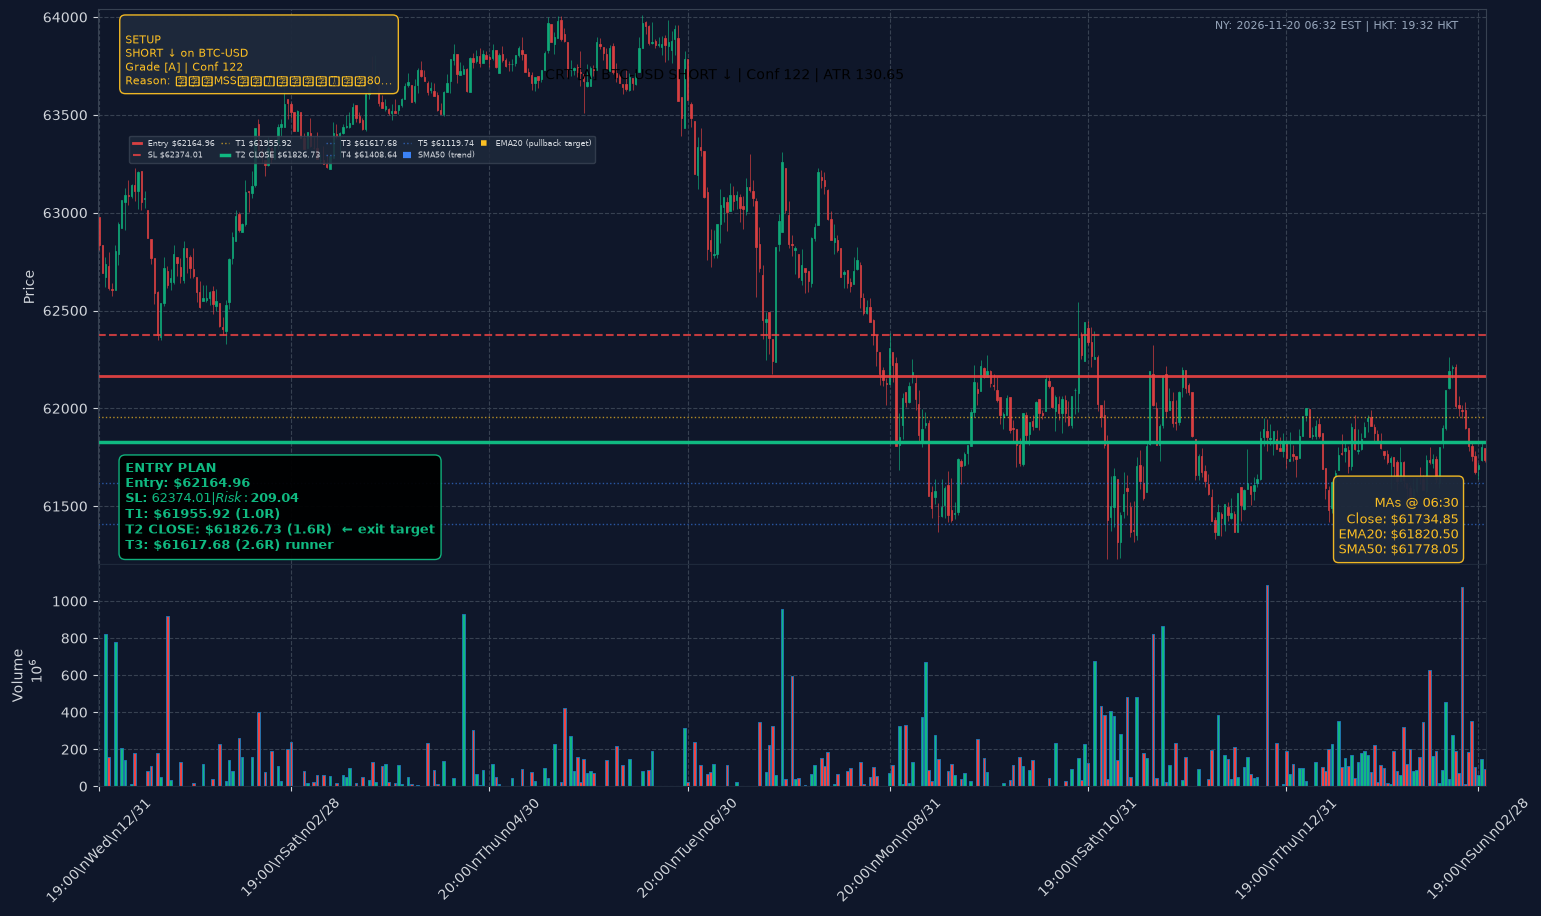 NY: 2026-11-20 06:32 EST | HKT: 19:32 HKT
SETUP
SHORT ↓ on BTC-USD
Grade [A] | Conf 122
Reason: MSS 80...
BTC-USD SHORT ↓ | Conf 122 | ATR 130.65
Entry $62164.96
SL $62374.01
T1 $61955.92
T2 CLOSE $61826.73
T3 $61617.68
T4 $61408.64
T5 $61119.74
SMA50 (trend)
EMA20 (pullback target)
Price
64000
63500
63000
62500
62000
61500
ENTRY PLAN
Entry: $62164.96
SL: 62374.01|Risk:209.04
T1: $61955.92 (1.0R)
T2 CLOSE: $61826.73 (1.6R) ← exit target
T3: $61617.68 (2.6R) runner
MAs @ 06:30
Close: $61734.85
EMA20: $61820.50
SMA50: $61778.05
Volume
10⁶
1000
800
600
400
200
0
19:00\nWed\n12/31
19:00\nSat\n02/28
20:00\nThu\n04/30
20:00\nTue\n06/30
20:00\nMon\n08/31
19:00\nSat\n10/31
19:00\nThu\n12/31
19:00\nSun\n02/28